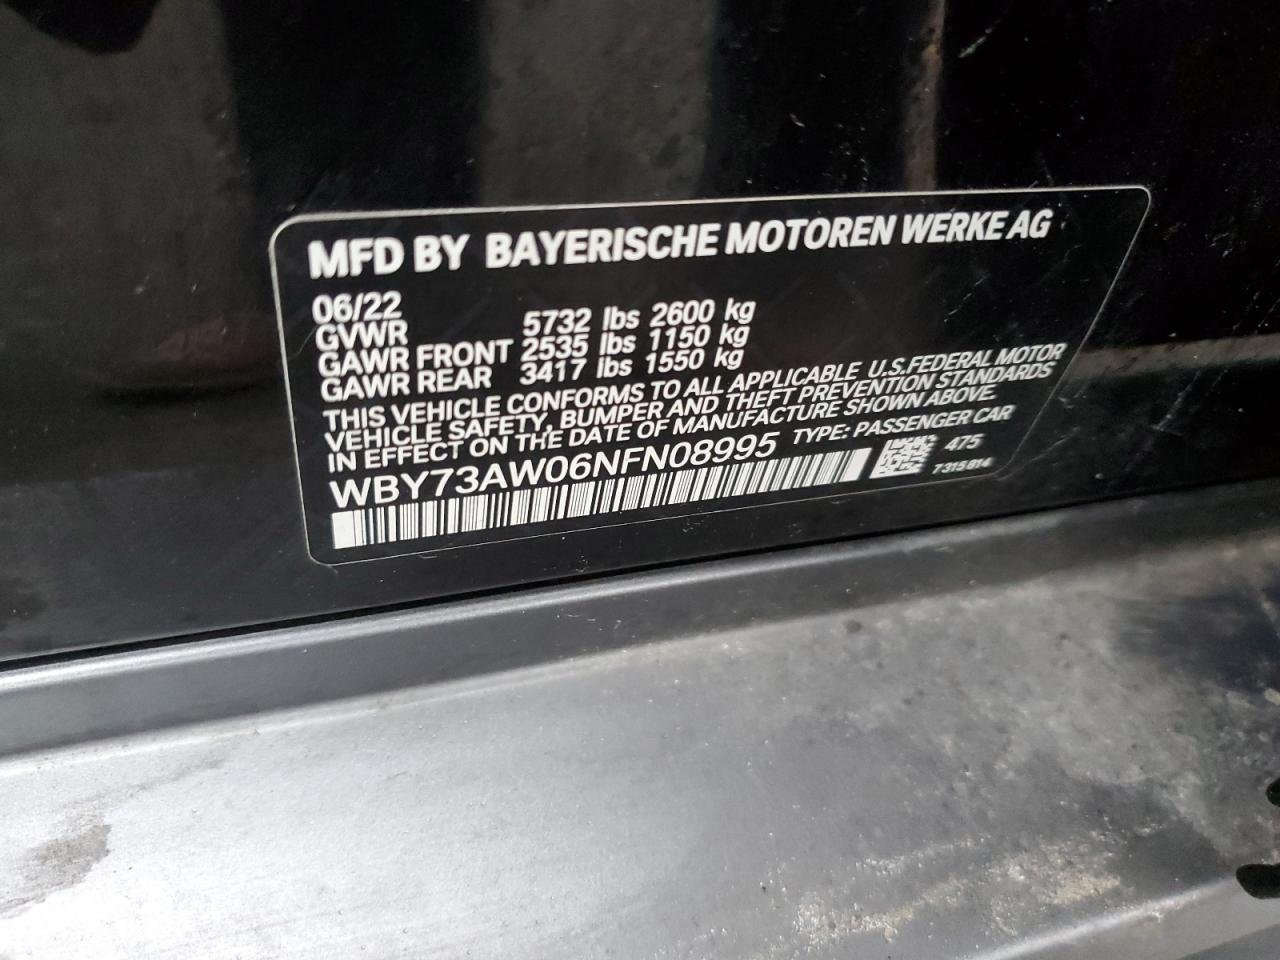 MFD BY BAYERISCHE MOTOREN WERKE AG
06/22
GVWR 5732 lbs 2600 kg
GAWR FRONT 2535 lbs 1150 kg
GAWR REAR 3417 lbs 1550 kg
THIS VEHICLE CONFORMS TO ALL APPLICABLE U.S.FEDERAL MOTOR
VEHICLE SAFETY, BUMPER AND THEFT PREVENTION STANDARDS
IN EFFECT ON THE DATE OF MANUFACTURE SHOWN ABOVE.
WBY73AW06NFN08995 TYPE: PASSENGER CAR
475
7315814